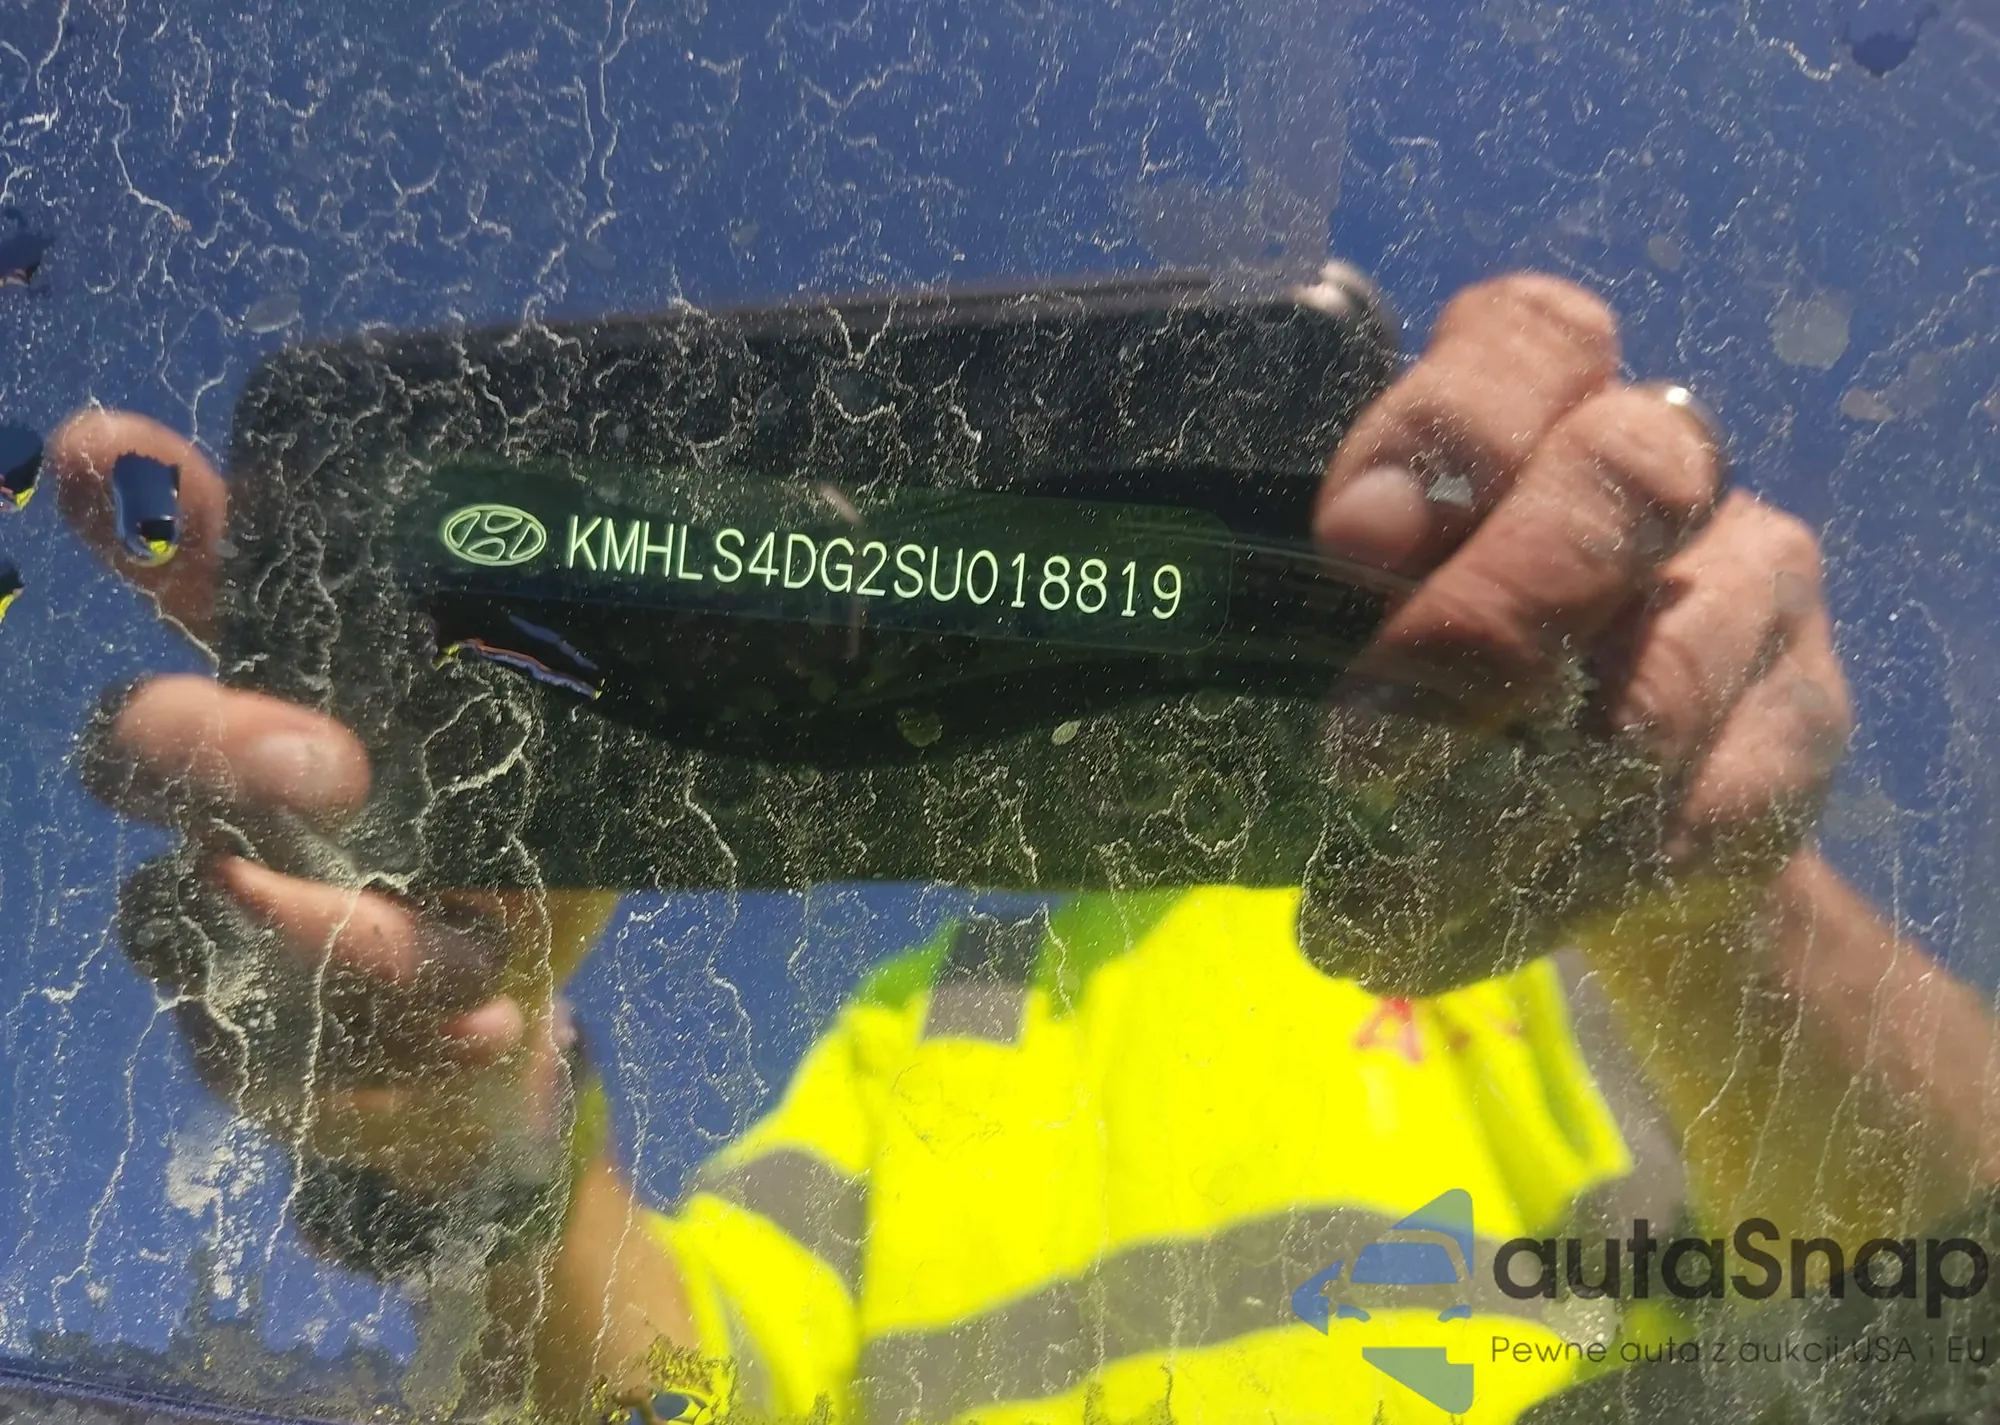 KMHLS4DG2SU018819
autaSnap
Pewne auta z aukcji USA i EU